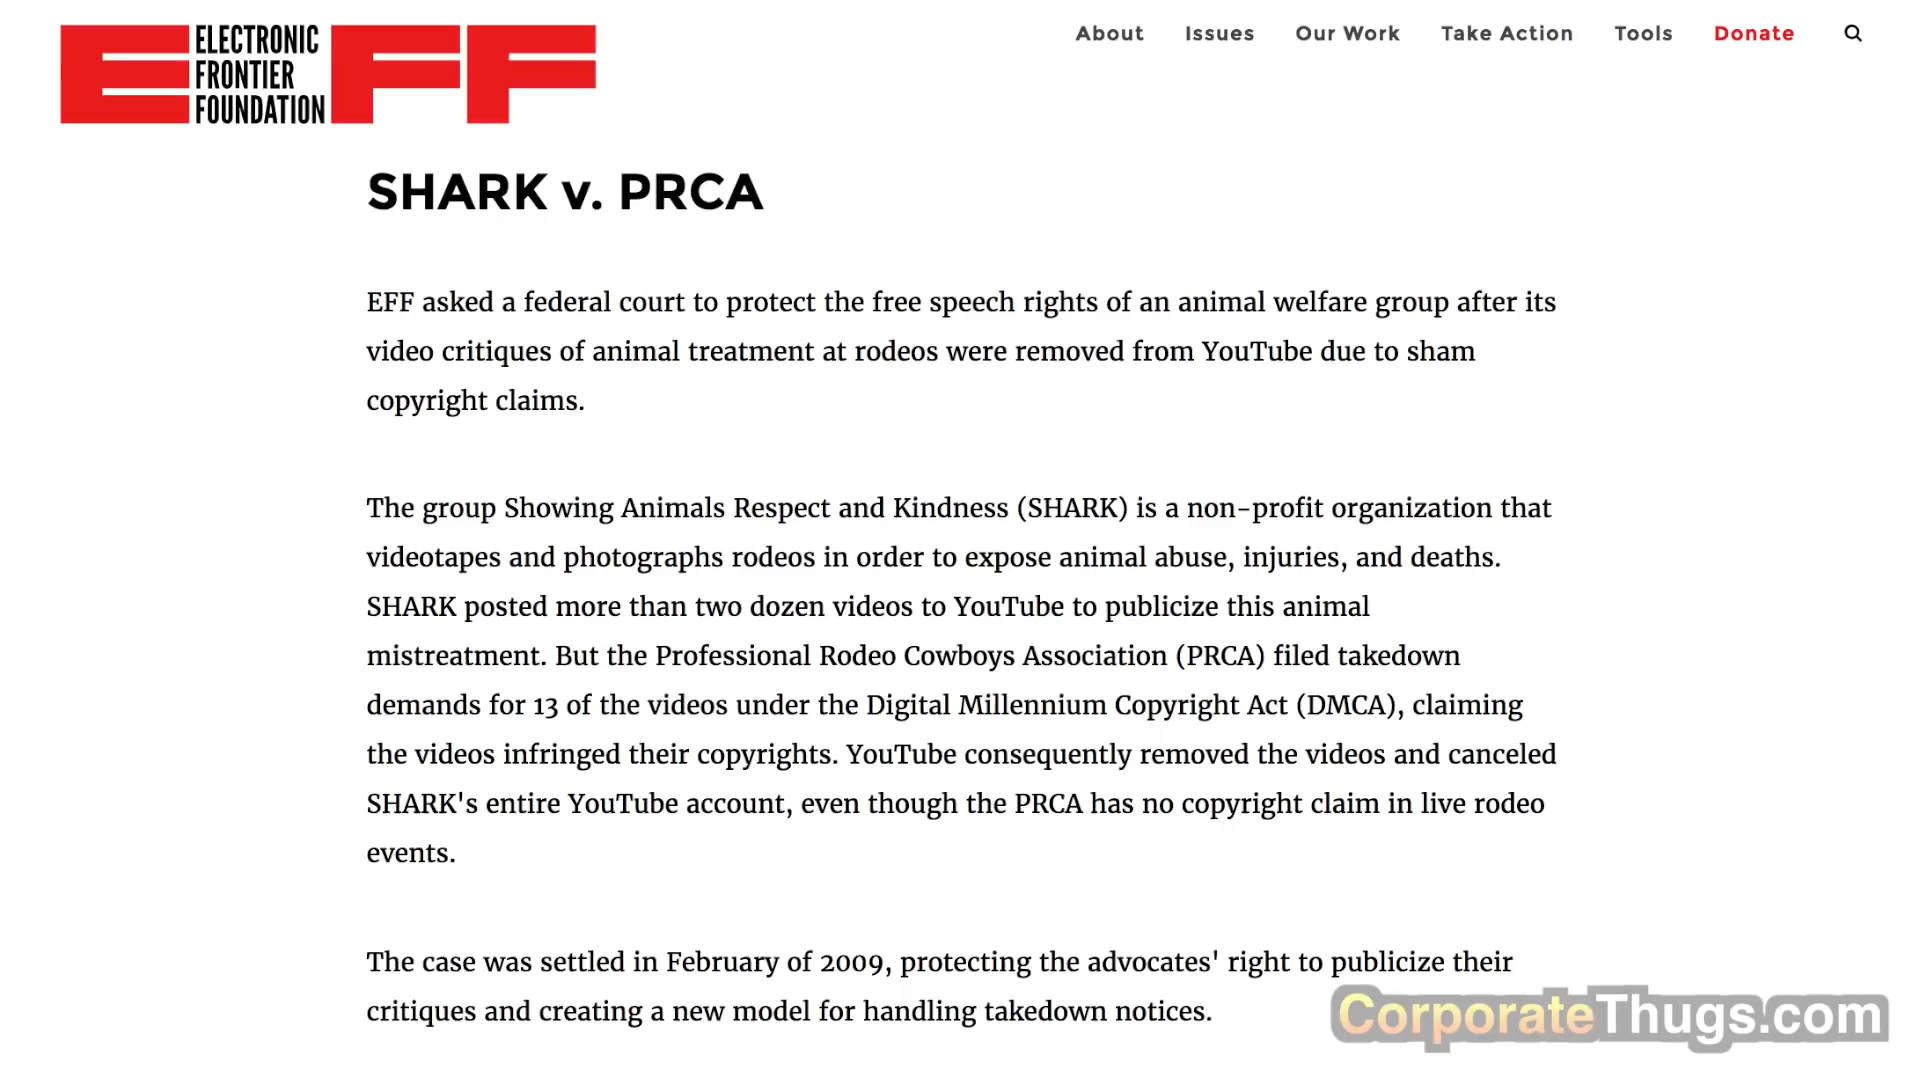 ELECTRONIC
FRONTIER
FOUNDATION
EFF
About Issues Our Work Take Action Tools Donate
SHARK v. PRCA
EFF asked a federal court to protect the free speech rights of an animal welfare group after its
video critiques of animal treatment at rodeos were removed from YouTube due to sham
copyright claims.
The group Showing Animals Respect and Kindness (SHARK) is a non-profit organization that
videotapes and photographs rodeos in order to expose animal abuse, injuries, and deaths.
SHARK posted more than two dozen videos to YouTube to publicize this animal
mistreatment. But the Professional Rodeo Cowboys Association (PRCA) filed takedown
demands for 13 of the videos under the Digital Millennium Copyright Act (DMCA), claiming
the videos infringed their copyrights. YouTube consequently removed the videos and canceled
SHARK's entire YouTube account, even though the PRCA has no copyright claim in live rodeo
events.
The case was settled in February of 2009, protecting the advocates' right to publicize their
critiques and creating a new model for handling takedown notices.
CorporateThugs.com